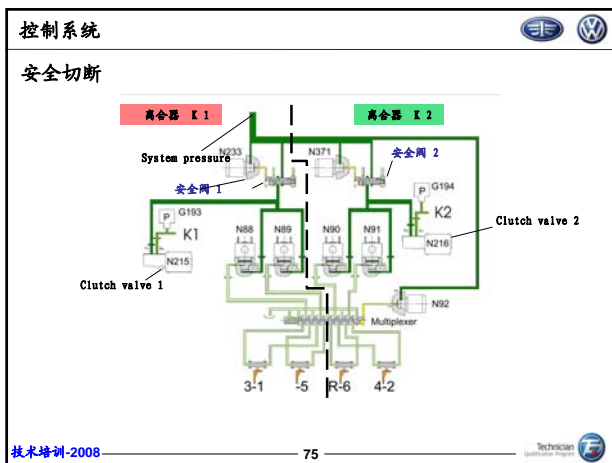 控制系统
安全切断
离合器 K 1
离合器 K 2
System pressure
N233
N371
安全阀 1
安全阀 2
P G193
P G194
K1
K2
N88
N89
N90
N91
N215
N216
Clutch valve 1
Clutch valve 2
N92
Multiplexer
3-1
-5
R-6
4-2
技术培训-2008
75
Technician
Qualification Program